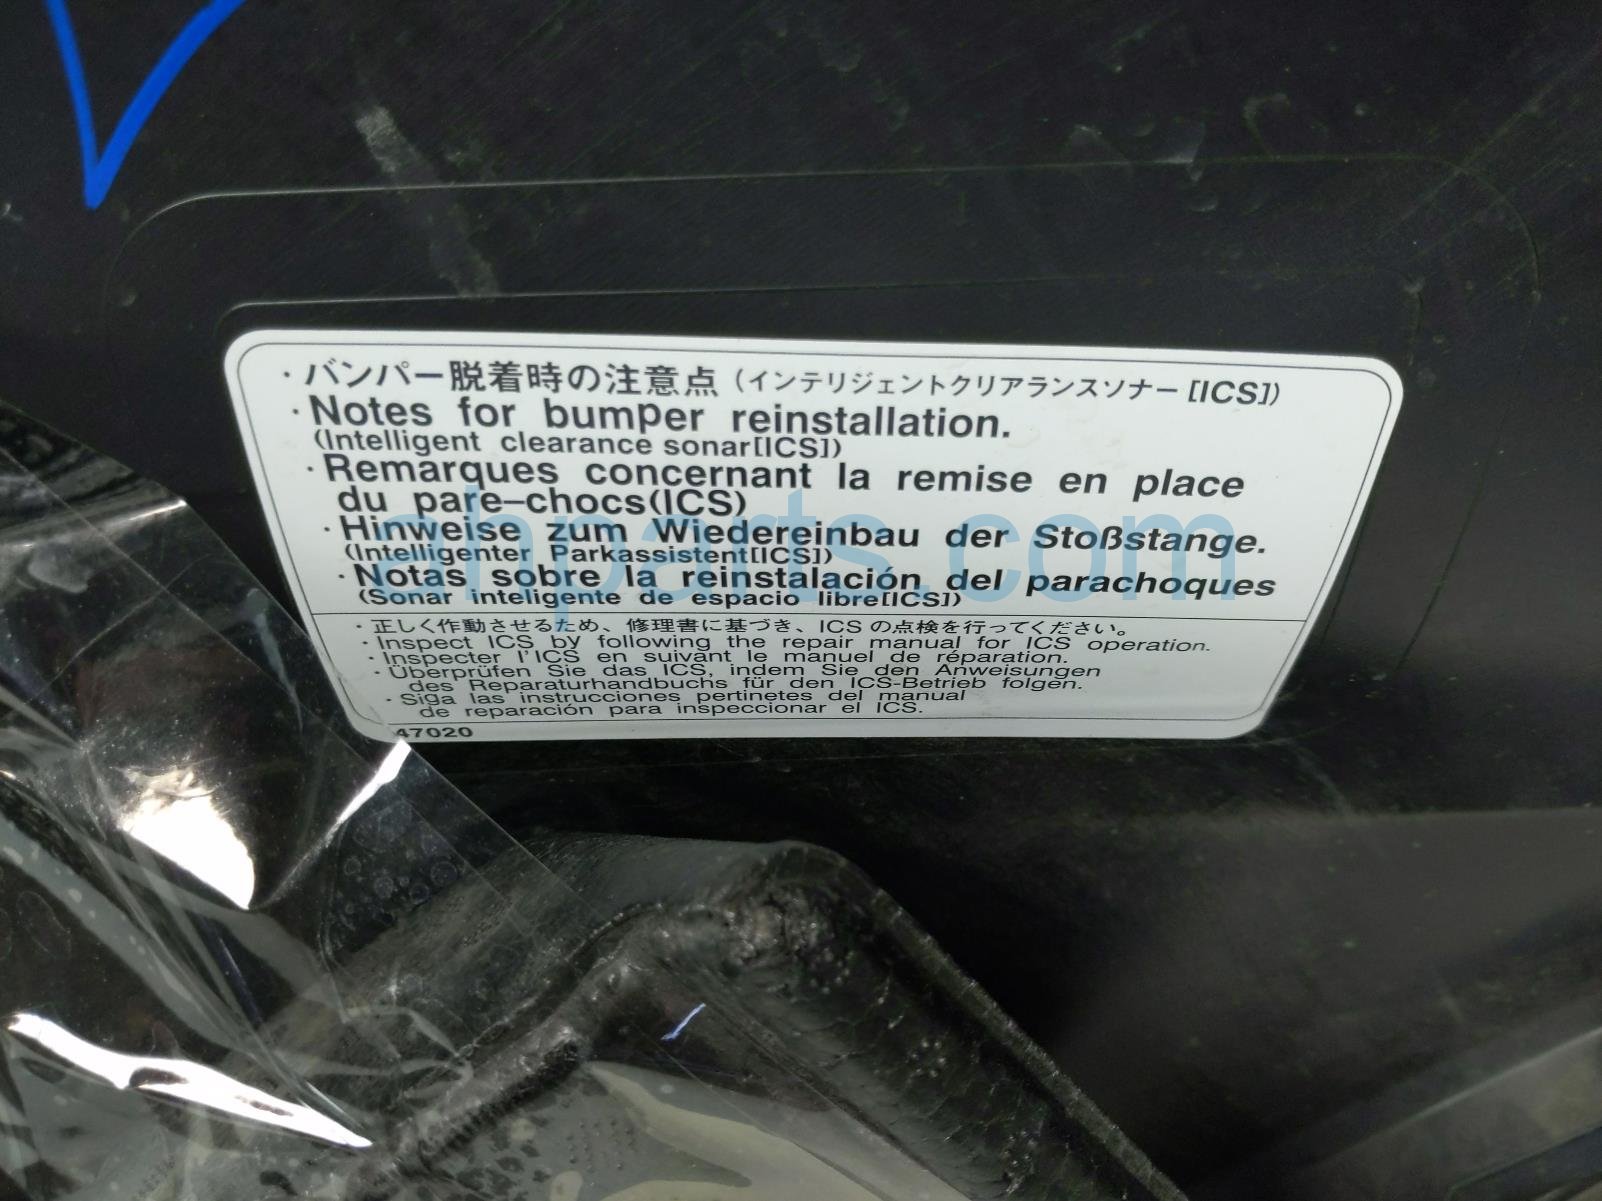 ・バンパー脱着時の注意点（インテリジェントクリアランスソナー[ICS]）
・Notes for bumper reinstallation.
(Intelligent clearance sonar[ICS])
・Remarques concernant la remise en place
du pare-chocs(ICS)
・Hinweise zum Wiedereinbau der Stoßstange.
(Intelligenter Parkassistent[ICS])
・Notas sobre la reinstalación del parachoques
(Sonar inteligente de espacio libre[ICS])
・正しく作動させるため、修理書に基づき、ICSの点検を行ってください。
・Inspect ICS by following the repair manual for ICS operation.
・Inspecter l'ICS en suivant le manuel de réparation.
・Überprüfen Sie das ICS, indem Sie den Anweisungen
des Reparaturhandbuchs für den ICS-Betrieb folgen.
・Siga las instrucciones pertinetes del manual
de reparación para inspeccionar el ICS.
47020
ahparts.com